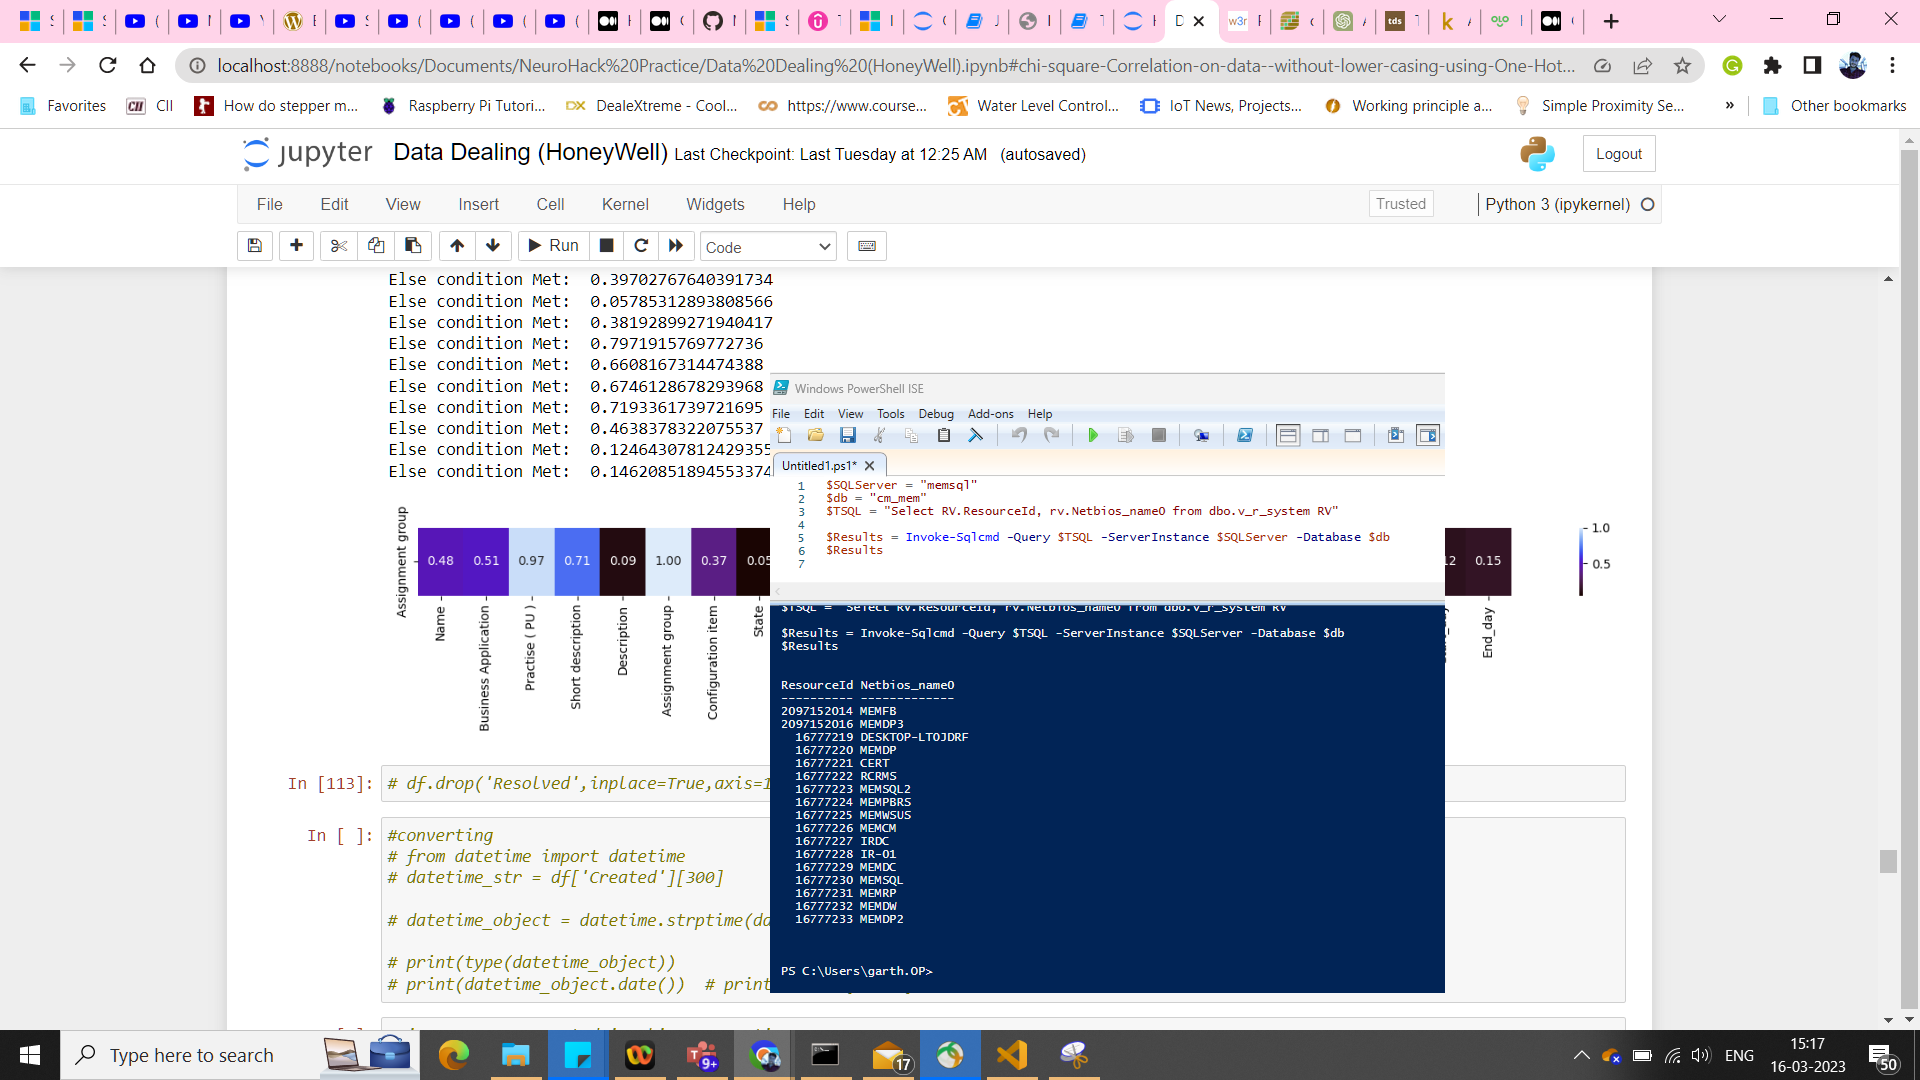 localhost:8888/notebooks/Documents/NeuroHack%20Practice/Data%20Dealing%20(HoneyWell).ipynb#chi-square-Correlation-on-data--without-lower-casing-using-One-Hot...
Favorites CII How do stepper m... Raspberry Pi Tutori... DX DealeXtreme - Cool... https://www.course... Water Level Control... IoT News, Projects... Working principle a... Simple Proximity Se... » Other bookmarks
jupyter Data Dealing (HoneyWell) Last Checkpoint: Last Tuesday at 12:25 AM (autosaved) Logout
File Edit View Insert Cell Kernel Widgets Help Trusted Python 3 (ipykernel)
Run Code
Else condition Met: 0.39702767640391734
Else condition Met: 0.05785312893808566
Else condition Met: 0.38192899271940417
Else condition Met: 0.7971915769772736
Else condition Met: 0.6608167314474388
Else condition Met: 0.6746128678293968
Else condition Met: 0.7193361739721695
Else condition Met: 0.4638378322075537
Else condition Met: 0.12464307812429355
Else condition Met: 0.14620851894553374
Assignment group
0.48 0.51 0.97 0.71 0.09 1.00 0.37 0.05 12 0.15
1.0
0.5
Name
Business Application
Practise ( PU )
Short description
Description
Assignment group
Configuration item
State
End_day
Windows PowerShell ISE
File Edit View Tools Debug Add-ons Help
Untitled1.ps1*
1 $SQLServer = "memsql"
2 $db = "cm_mem"
3 $TSQL = "Select RV.ResourceId, rv.Netbios_name0 from dbo.v_r_system RV"
4
5 $Results = Invoke-Sqlcmd -Query $TSQL -ServerInstance $SQLServer -Database $db
6 $Results
7
$TSQL = "Select RV.ResourceId, rv.Netbios_name0 from dbo.v_r_system RV"
$Results = Invoke-Sqlcmd -Query $TSQL -ServerInstance $SQLServer -Database $db
$Results
ResourceId Netbios_name0
---------- -------------
2097152014 MEMFB
2097152016 MEMDP3
16777219 DESKTOP-LTOJDRF
16777220 MEMDP
16777221 CERT
16777222 RCRMS
16777223 MEMSQL2
16777224 MEMPBRS
16777225 MEMWSUS
16777226 MEMCM
16777227 IRDC
16777228 IR-01
16777229 MEMDC
16777230 MEMSQL
16777231 MEMRP
16777232 MEMDW
16777233 MEMDP2
PS C:\Users\garth.OP>
In [113]: # df.drop('Resolved',inplace=True,axis=1
In [ ]: #converting
# from datetime import datetime
# datetime_str = df['Created'][300]
# datetime_object = datetime.strptime(da
# print(type(datetime_object))
# print(datetime_object.date()) # print
Type here to search 9+ 17 ENG 15:17
16-03-2023 50